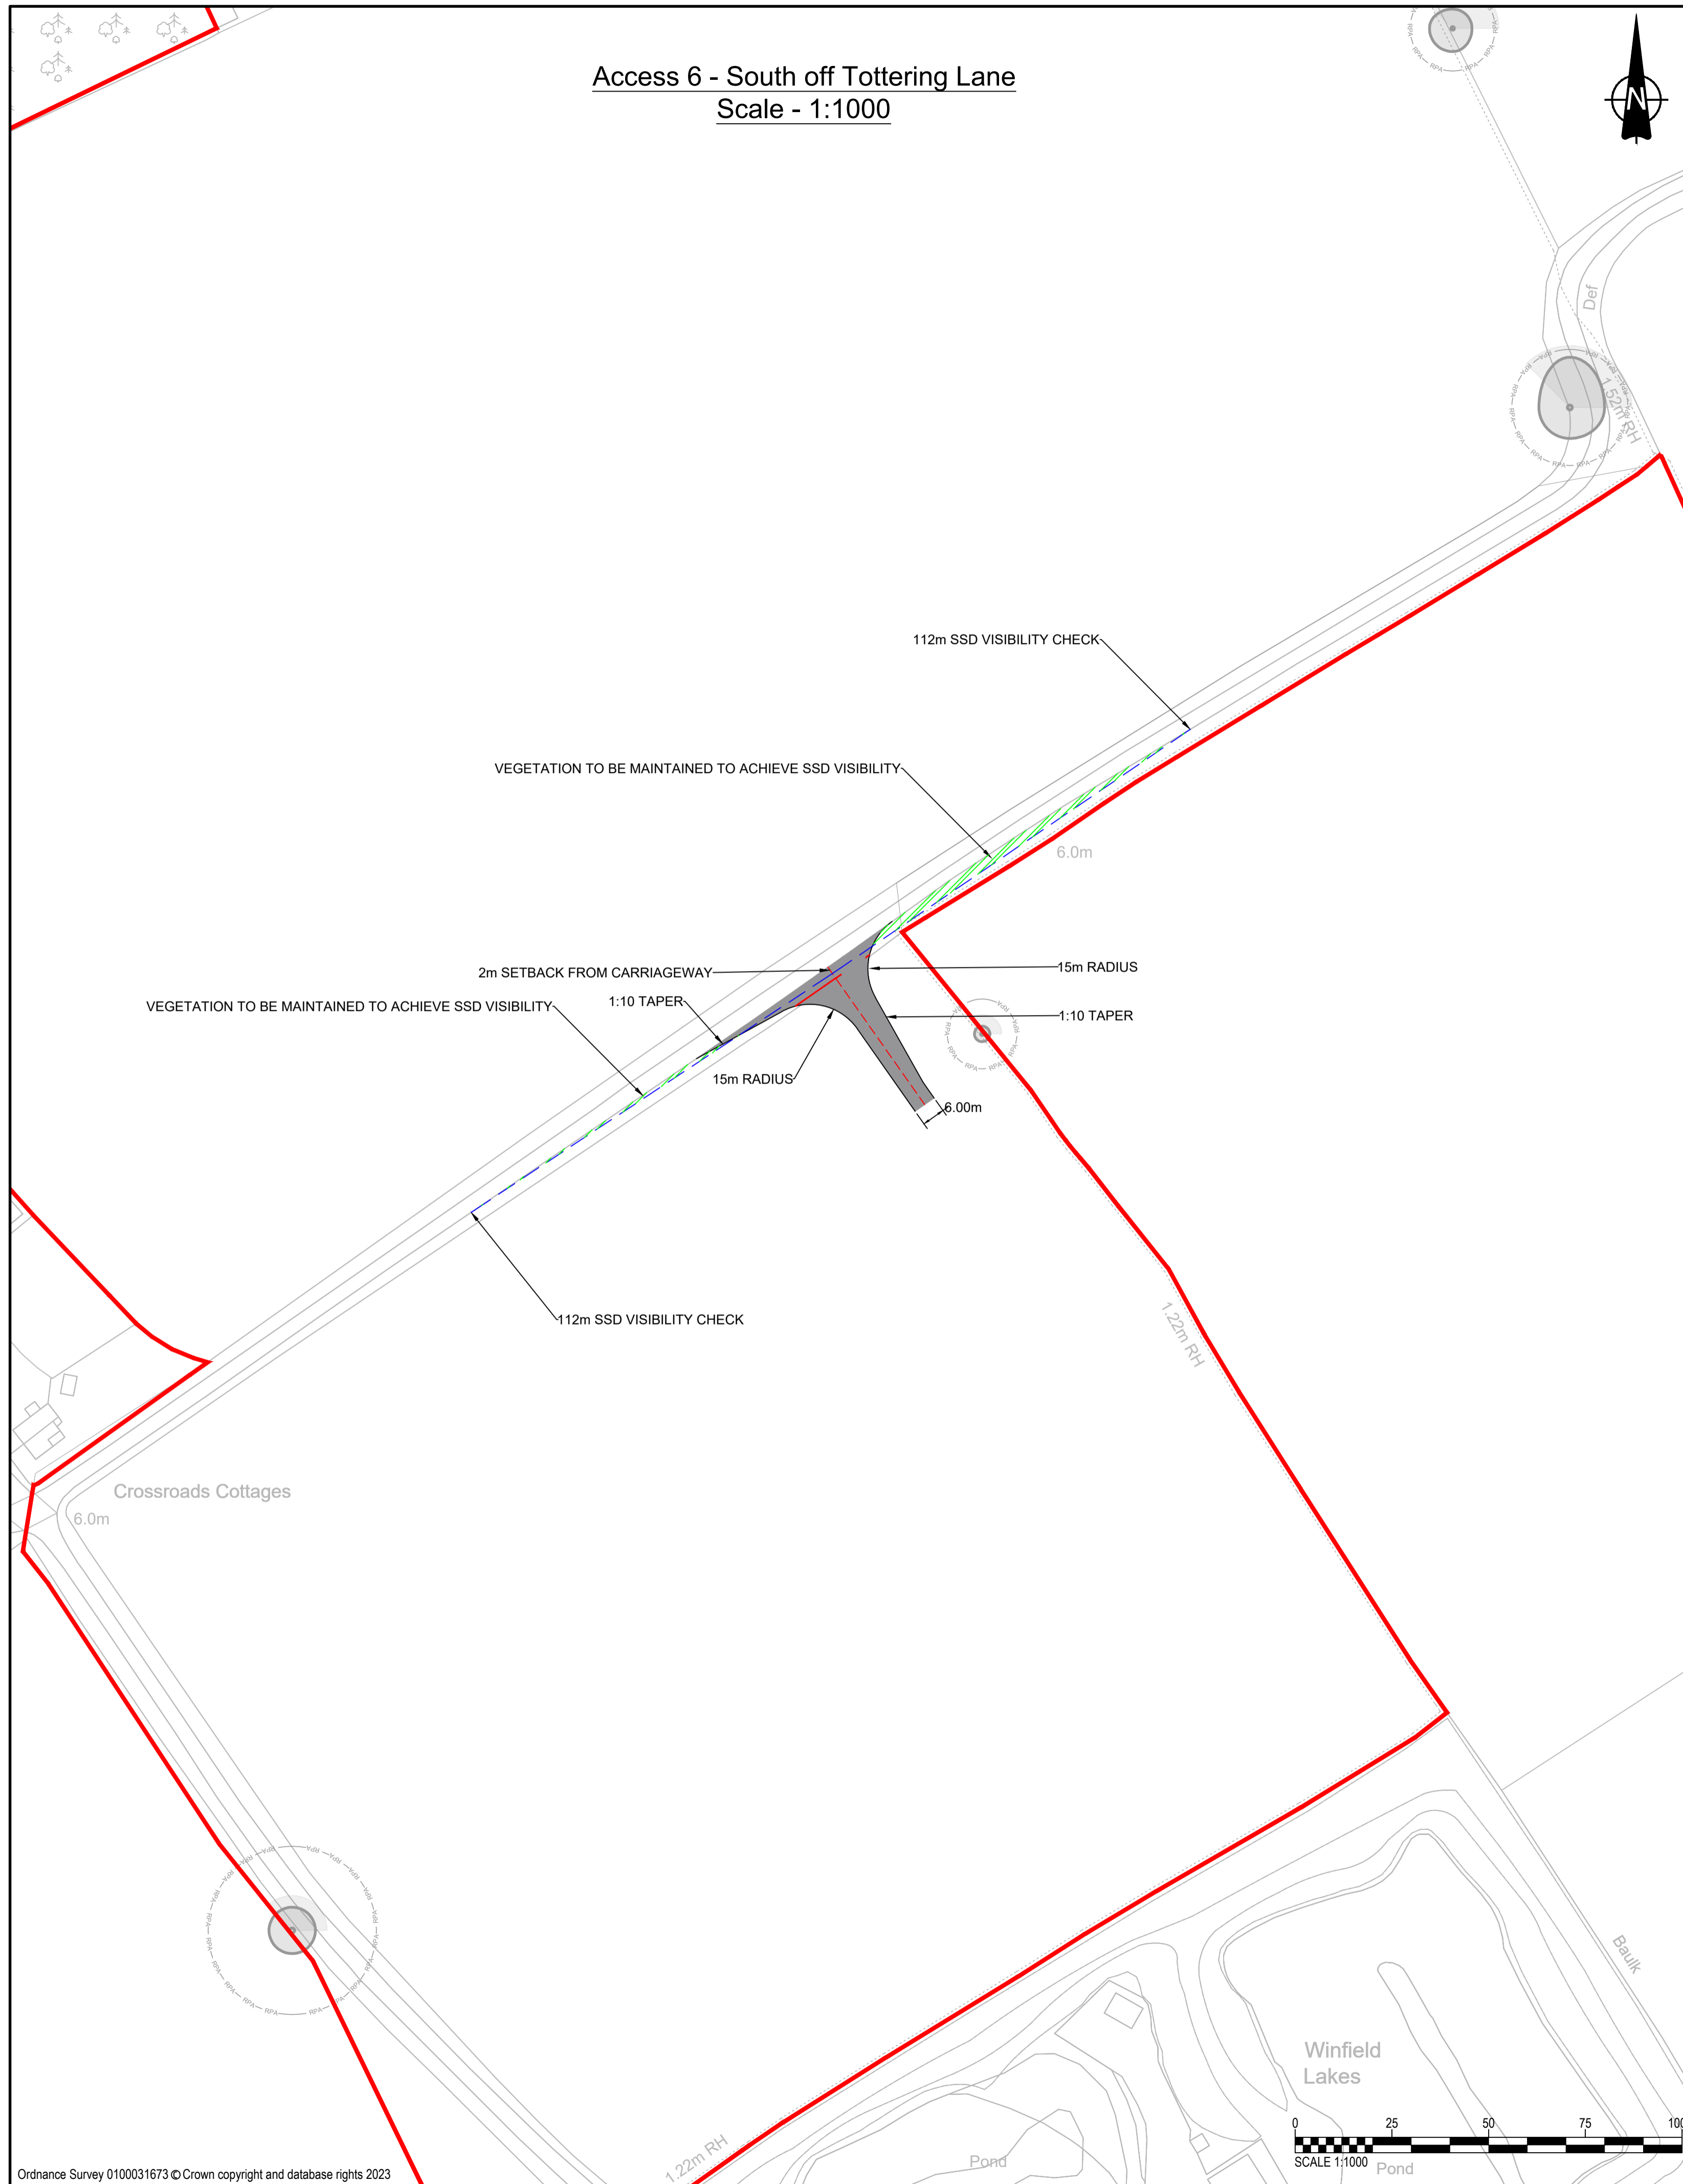 Access 6 - South off Tottering Lane
Scale - 1:1000
N
Def
1.52m RH
112m SSD VISIBILITY CHECK
VEGETATION TO BE MAINTAINED TO ACHIEVE SSD VISIBILITY
6.0m
2m SETBACK FROM CARRIAGEWAY
15m RADIUS
VEGETATION TO BE MAINTAINED TO ACHIEVE SSD VISIBILITY
1:10 TAPER
1:10 TAPER
15m RADIUS
6.00m
112m SSD VISIBILITY CHECK
1.22m RH
Crossroads Cottages
6.0m
RPA
Baulk
Winfield
Lakes
0 25 50 75 100
SCALE 1:1000
Pond
Pond
1.22m RH
Ordnance Survey 0100031673 © Crown copyright and database rights 2023